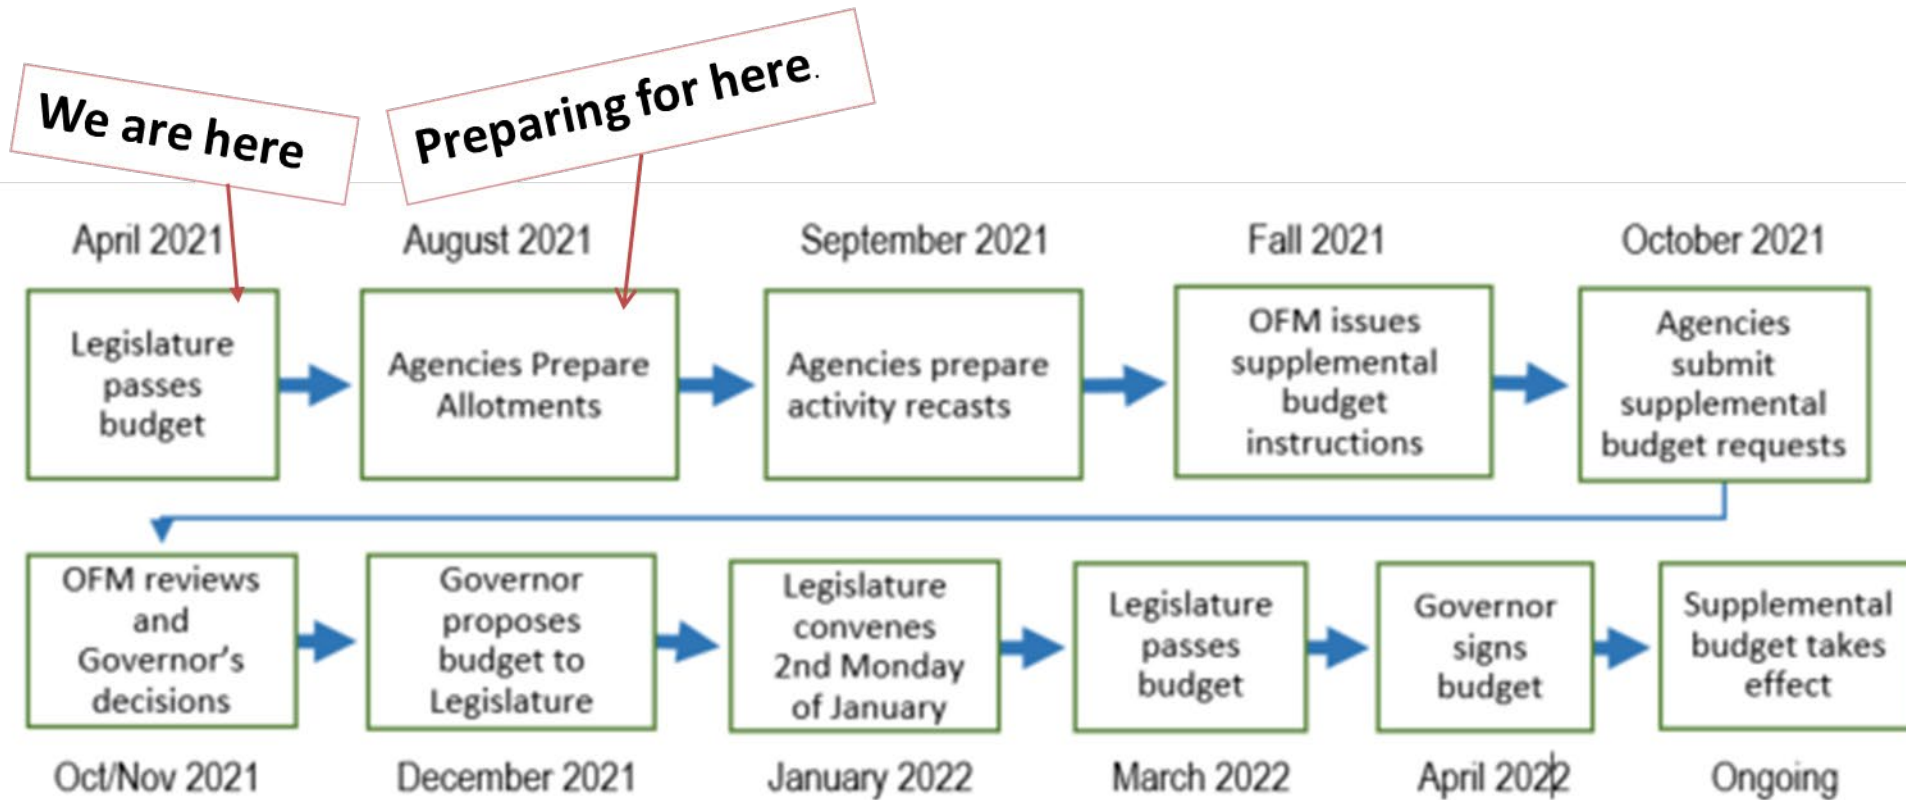 We are here
Preparing for here.
April 2021
August 2021
September 2021
Fall 2021
October 2021
Legislature
passes
budget
Agencies Prepare
Allotments
Agencies prepare
activity recasts
OFM issues
supplemental
budget
instructions
Agencies
submit
supplemental
budget requests
OFM reviews
and
Governor's
decisions
Governor
proposes
budget to
Legislature
Legislature
convenes
2nd Monday
of January
Legislature
passes
budget
Governor
signs
budget
Supplemental
budget takes
effect
Oct/Nov 2021
December 2021
January 2022
March 2022
April 2022
Ongoing